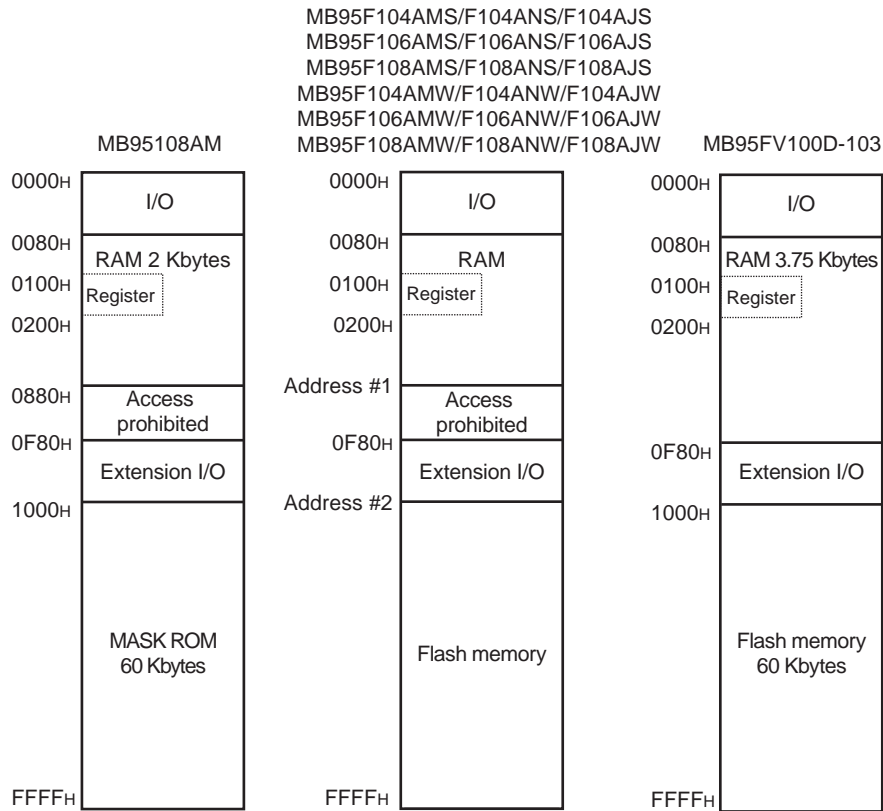 MB95F104AMS/F104ANS/F104AJS
MB95F106AMS/F106ANS/F106AJS
MB95F108AMS/F108ANS/F108AJS
MB95F104AMW/F104ANW/F104AJW
MB95F106AMW/F106ANW/F106AJW
MB95F108AMW/F108ANW/F108AJW
MB95108AM
0000H
I/O
0080H
RAM 2 Kbytes
0100H
Register
0200H
0880H
Access
prohibited
0F80H
Extension I/O
1000H
MASK ROM
60 Kbytes
FFFFH
0000H
I/O
0080H
RAM
0100H
Register
0200H
Address #1
Access
prohibited
0F80H
Extension I/O
Address #2
Flash memory
FFFFH
MB95FV100D-103
0000H
I/O
0080H
RAM 3.75 Kbytes
0100H
Register
0200H
0F80H
Extension I/O
1000H
Flash memory
60 Kbytes
FFFFH